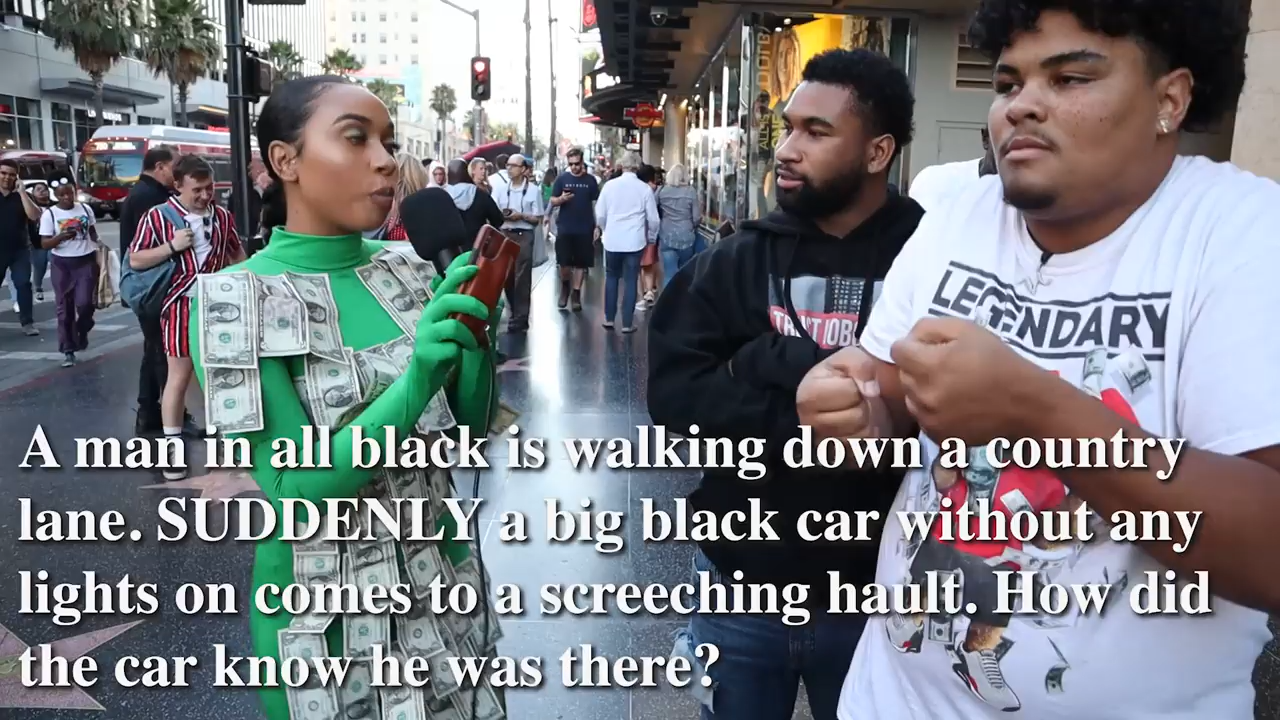 LEGENDARY
A man in all black is walking down a country
lane. SUDDENLY a big black car without any
lights on comes to a screeching hault. How did
the car know he was there?